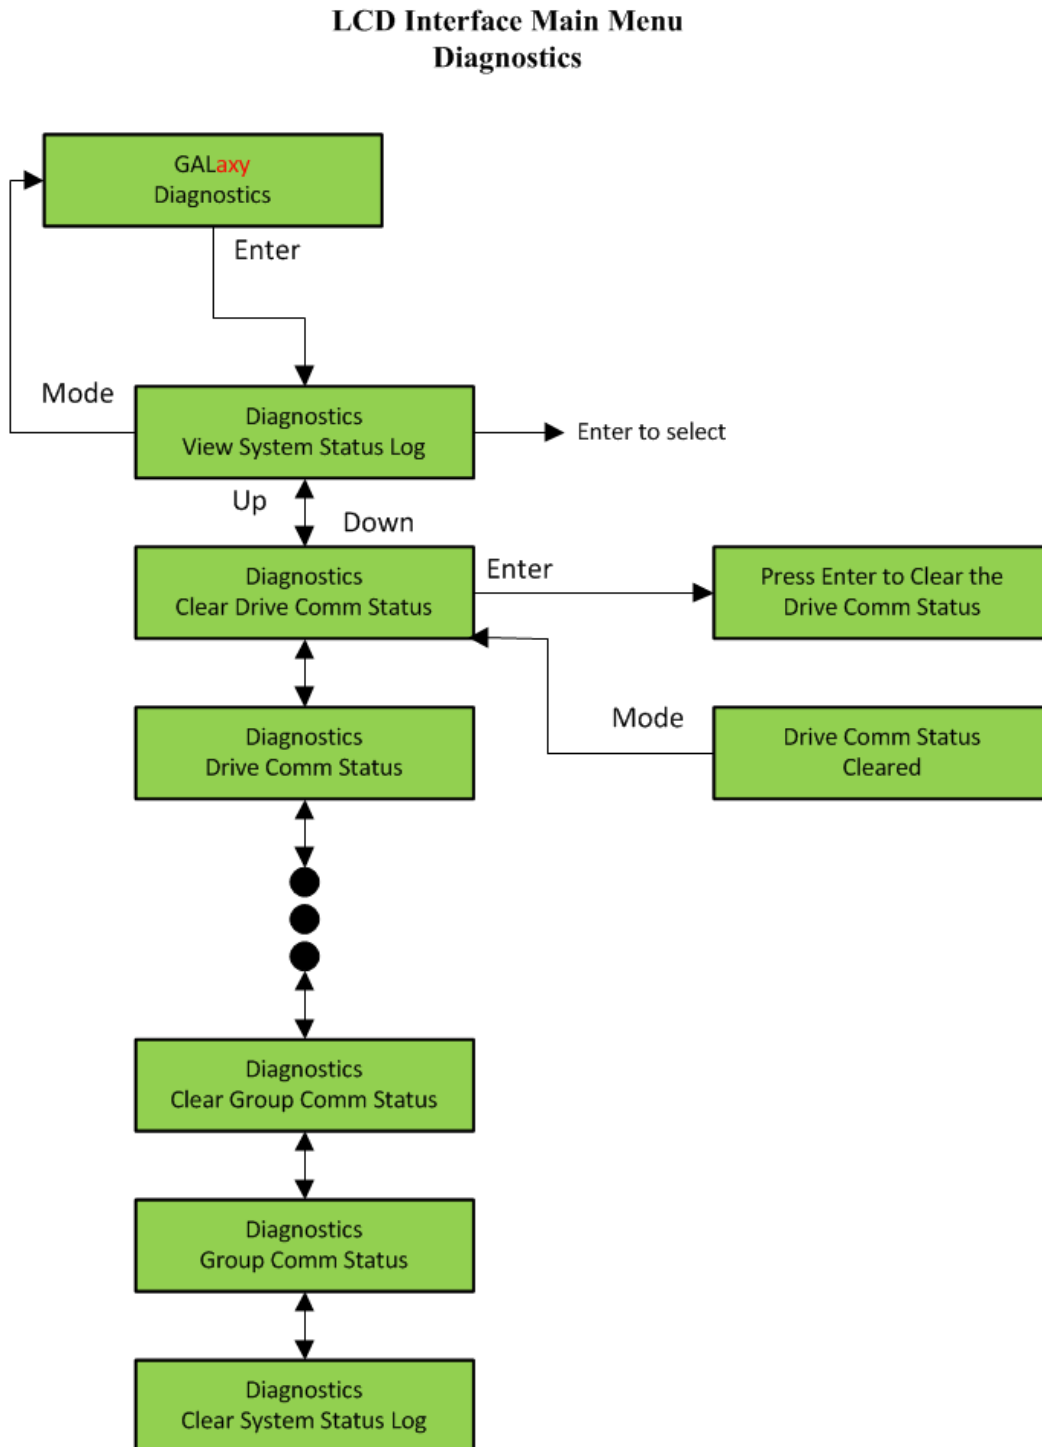 LCD Interface Main Menu
Diagnostics
GALaxy
Diagnostics
Enter
Mode
Diagnostics
View System Status Log
Enter to select
Up
Down
Diagnostics
Clear Drive Comm Status
Enter
Press Enter to Clear the
Drive Comm Status
Diagnostics
Drive Comm Status
Mode
Drive Comm Status
Cleared
Diagnostics
Clear Group Comm Status
Diagnostics
Group Comm Status
Diagnostics
Clear System Status Log